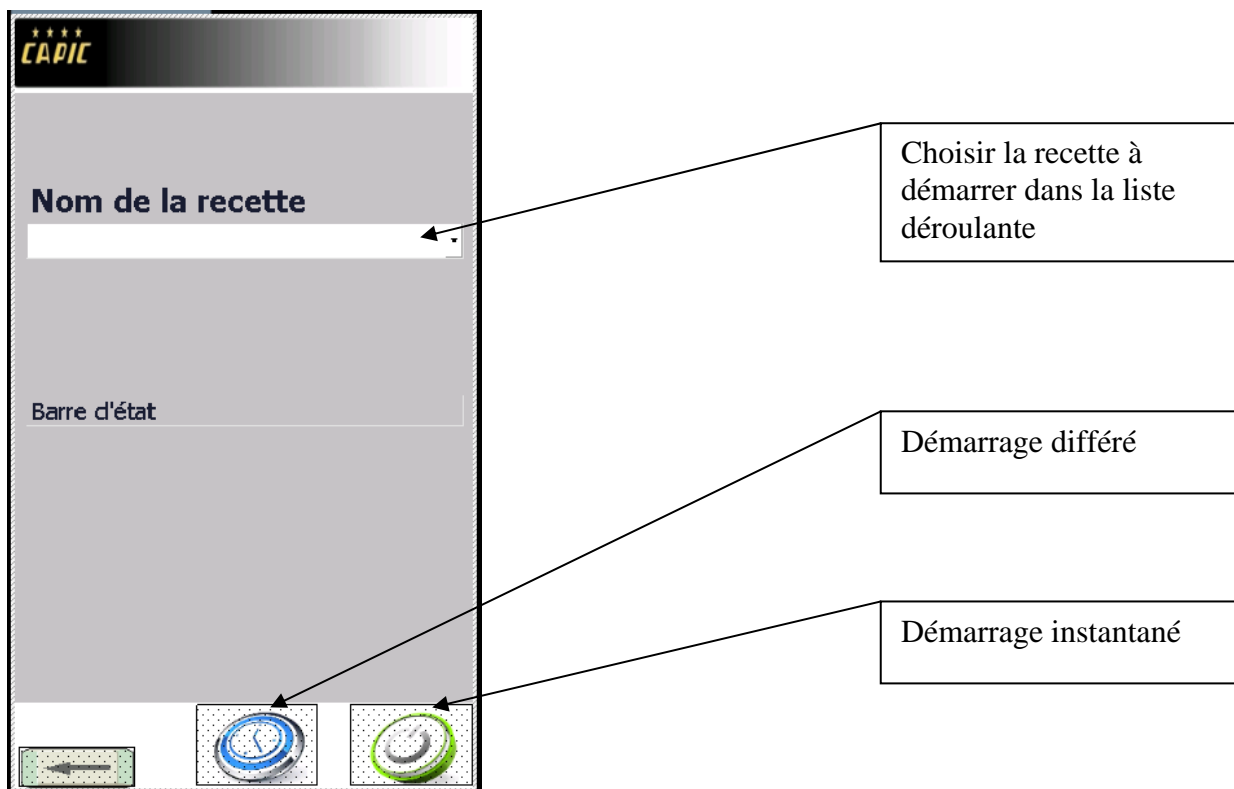 CAPIC
Nom de la recette
Barre d'état
Choisir la recette à
démarrer dans la liste
déroulante
Démarrage différé
Démarrage instantané